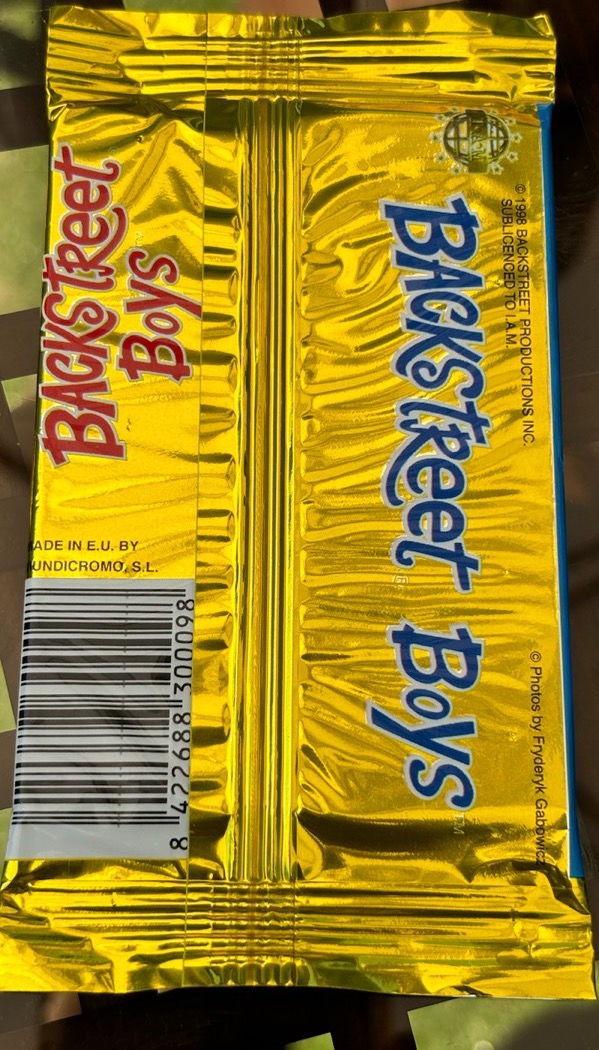 BACKSTREET
BOYS
ADE IN E.U. BY
UNDICROMO, S.L.
8 422688 300098
© 1998 BACKSTREET PRODUCTIONS INC.
SUBLICENCED TO I.A.M.
BACKSTREET BOYS™
®
© Photos by Fryderyk Gabowicz